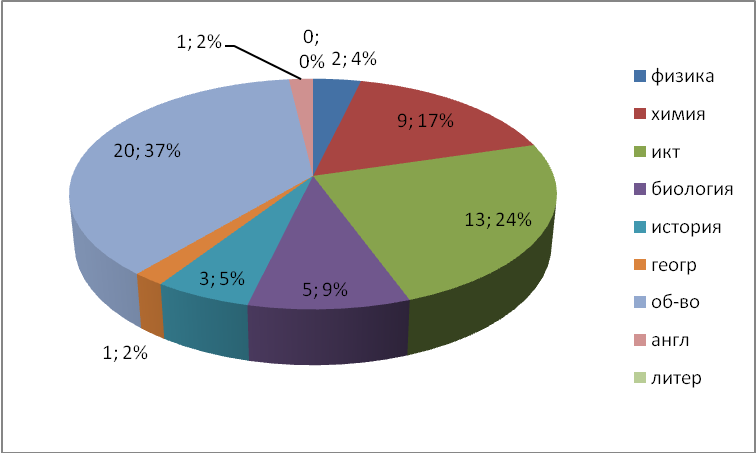 1; 2%
0;
0%
2; 4%
9; 17%
13; 24%
5; 9%
3; 5%
1; 2%
20; 37%
физика
химия
икт
биология
история
геогр
об-во
англ
литер